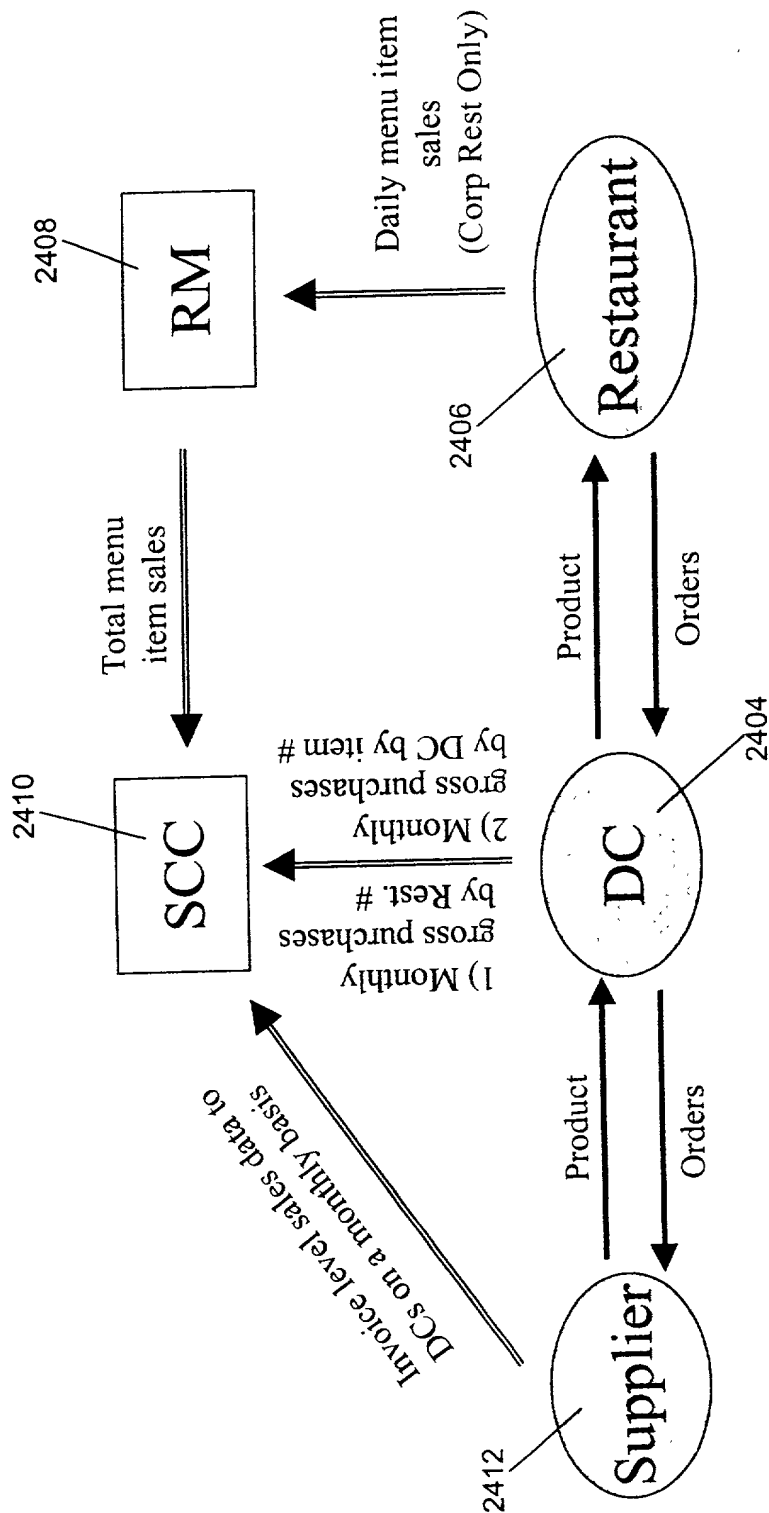 2408
RM
Daily menu item
sales
(Corp Rest Only)
Total menu
item sales
2410
SCC
1) Monthly
gross purchases
by Rest. #
2) Monthly
gross purchases
by DC by item #
Invoice level sales data to
DCs on a monthly basis
2412
Supplier
Product
Orders
DC
2404
Product
Orders
2406
Restaurant